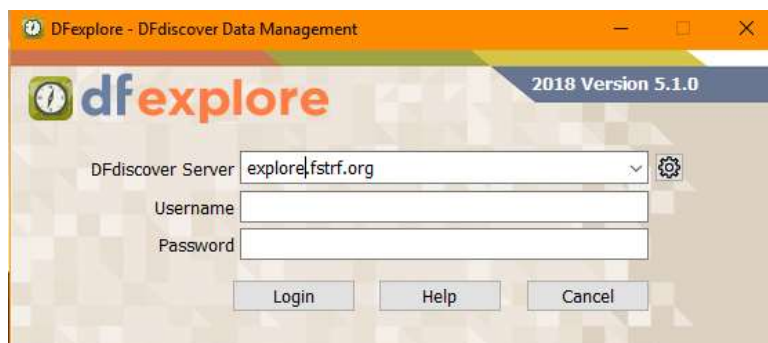 DFexplore - DFdiscover Data Management
dfexplore
2018 Version 5.1.0
DFdiscover Server explore.fstrf.org
Username
Password
Login Help Cancel